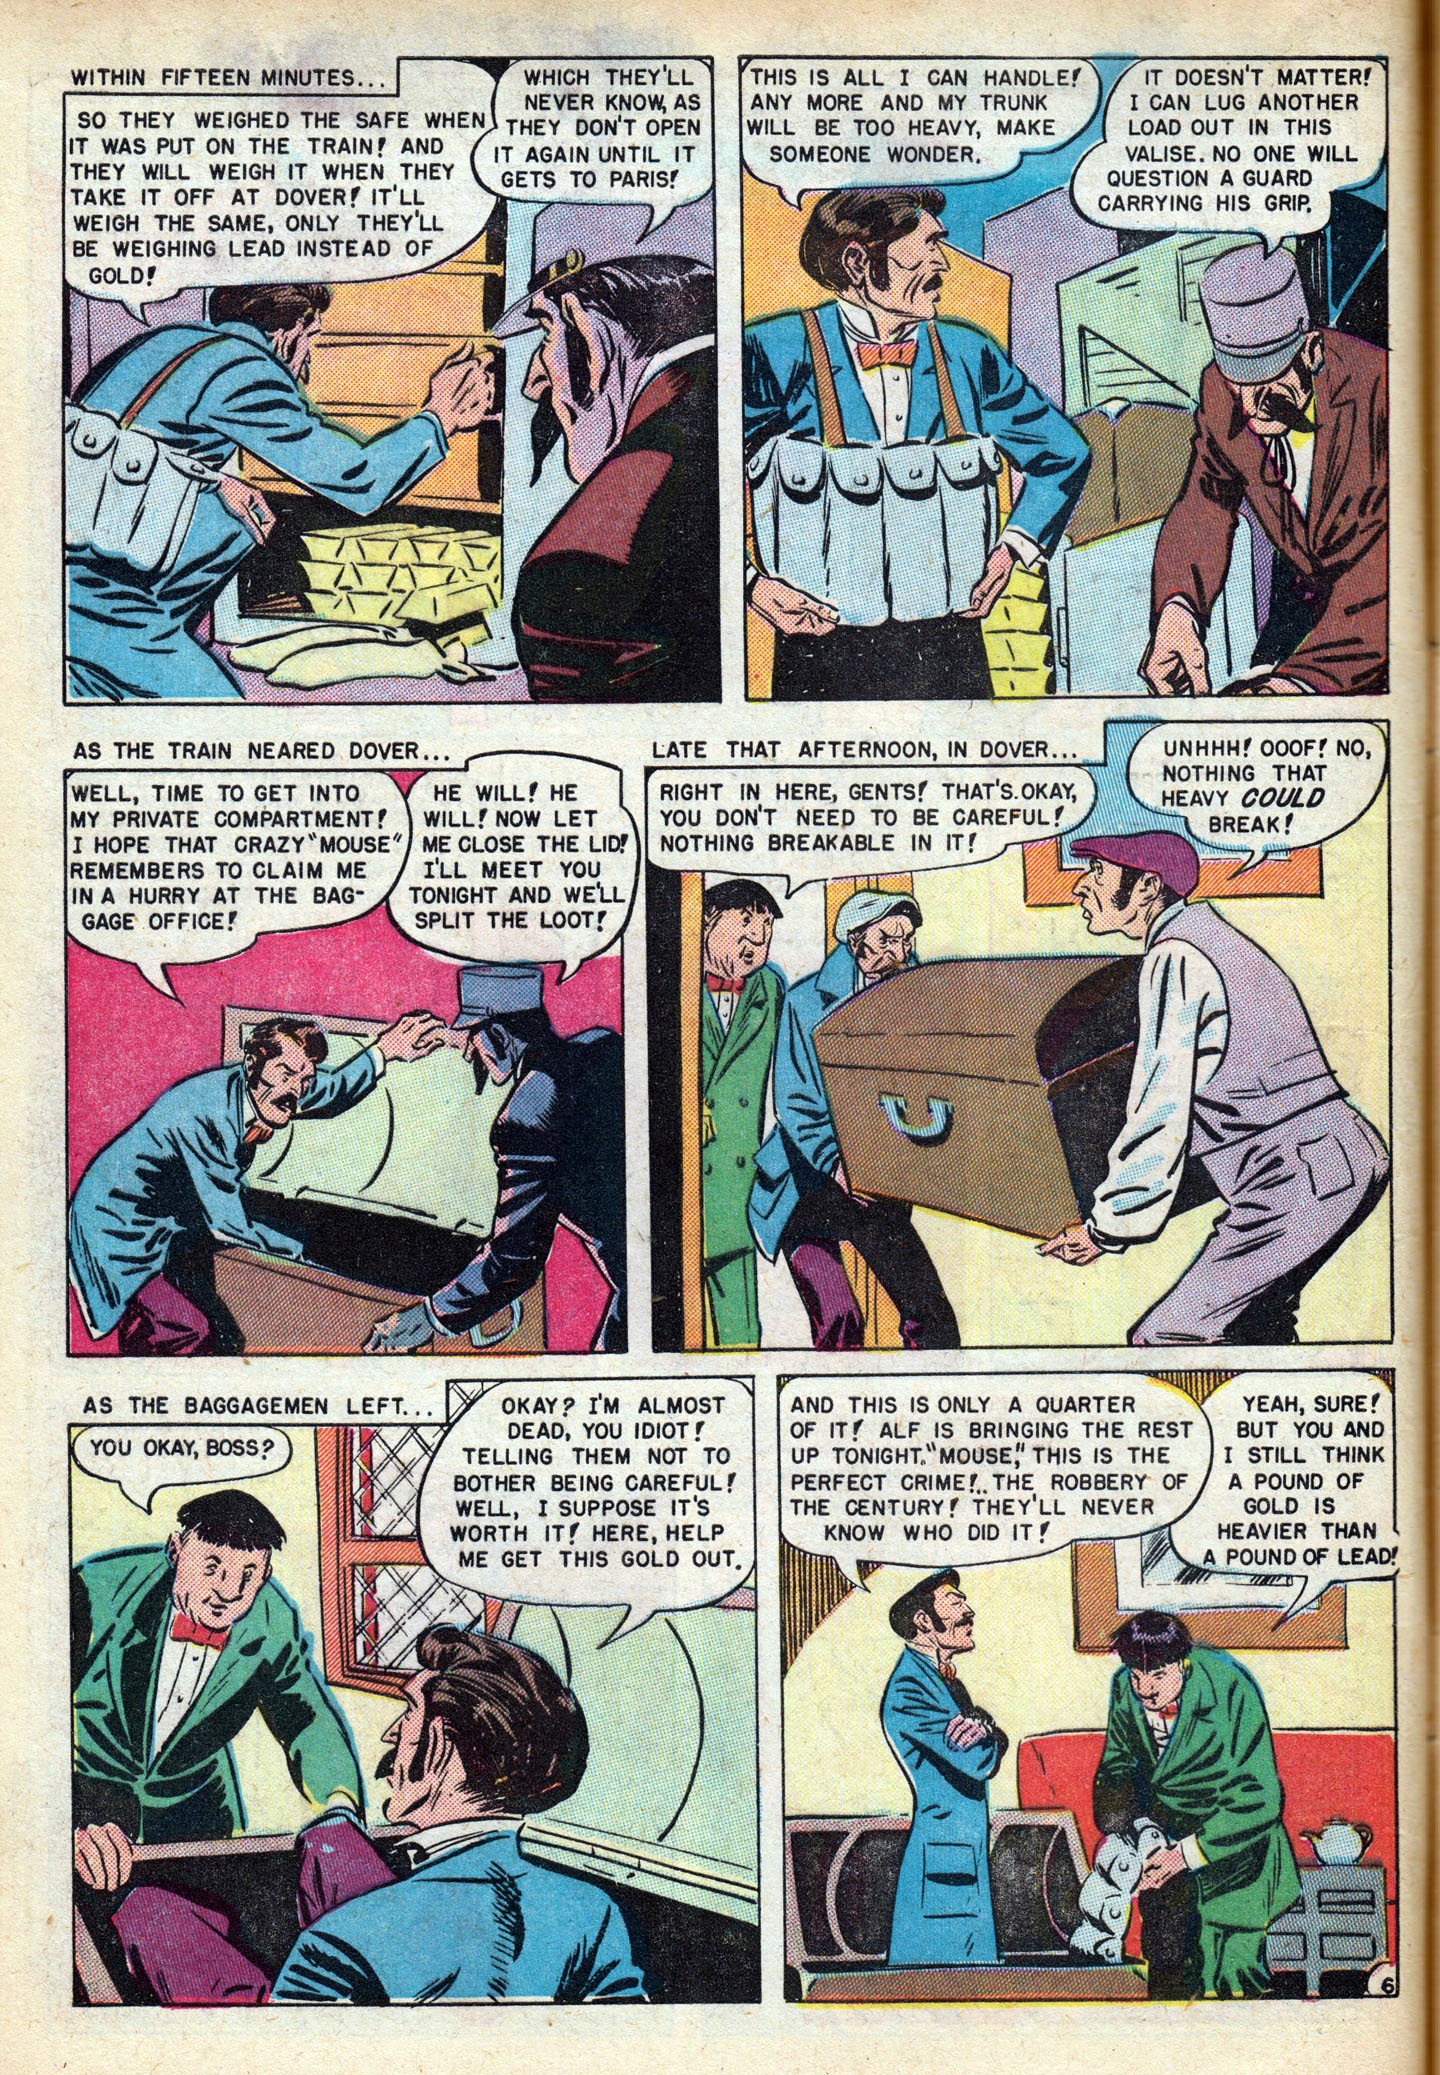 WITHIN FIFTEEN MINUTES...
SO THEY WEIGHED THE SAFE WHEN
IT WAS PUT ON THE TRAIN! AND
THEY WILL WEIGH IT WHEN THEY
TAKE IT OFF AT DOVER! IT'LL
WEIGH THE SAME, ONLY THEY'LL
BE WEIGHING LEAD INSTEAD OF
GOLD!
WHICH THEY'LL
NEVER KNOW, AS
THEY DON'T OPEN
IT AGAIN UNTIL IT
GETS TO PARIS!
THIS IS ALL I CAN HANDLE!
ANY MORE AND MY TRUNK
WILL BE TOO HEAVY, MAKE
SOMEONE WONDER.
IT DOESN'T MATTER!
I CAN LUG ANOTHER
LOAD OUT IN THIS
VALISE. NO ONE WILL
QUESTION A GUARD
CARRYING HIS GRIP.
AS THE TRAIN NEARED DOVER...
WELL, TIME TO GET INTO
MY PRIVATE COMPARTMENT!
I HOPE THAT CRAZY "MOUSE"
REMEMBERS TO CLAIM ME
IN A HURRY AT THE BAG-
GAGE OFFICE!
HE WILL! HE
WILL! NOW LET
ME CLOSE THE LID!
I'LL MEET YOU
TONIGHT AND WE'LL
SPLIT THE LOOT!
LATE THAT AFTERNOON, IN DOVER...
RIGHT IN HERE, GENTS! THAT'S. OKAY,
YOU DON'T NEED TO BE CAREFUL!
NOTHING BREAKABLE IN IT!
UNHHH! OOOF! NO,
NOTHING THAT
HEAVY COULD
BREAK!
AS THE BAGGAGEMEN LEFT...
YOU OKAY, BOSS?
OKAY? I'M ALMOST
DEAD, YOU IDIOT!
TELLING THEM NOT TO
BOTHER BEING CAREFUL!
WELL, I SUPPOSE IT'S
WORTH IT! HERE, HELP
ME GET THIS GOLD OUT.
AND THIS IS ONLY A QUARTER
OF IT! ALF IS BRINGING THE REST
UP TONIGHT. "MOUSE", THIS IS THE
PERFECT CRIME!.. THE ROBBERY OF
THE CENTURY! THEY'LL NEVER
KNOW WHO DID IT!
YEAH, SURE!
BUT YOU AND
I STILL THINK
A POUND OF
GOLD IS
HEAVIER THAN
A POUND OF LEAD!
6